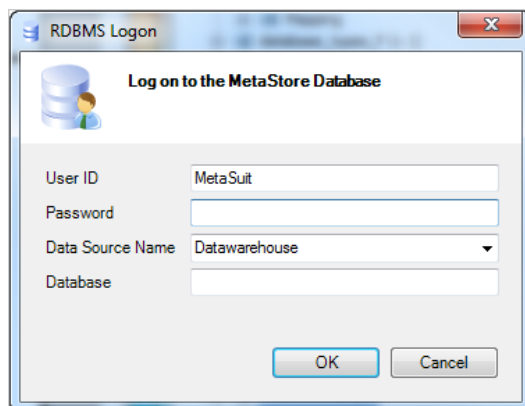 RDBMS Logon
Log on to the MetaStore Database
User ID MetaSuit
Password
Data Source Name Datawarehouse
Database
OK Cancel